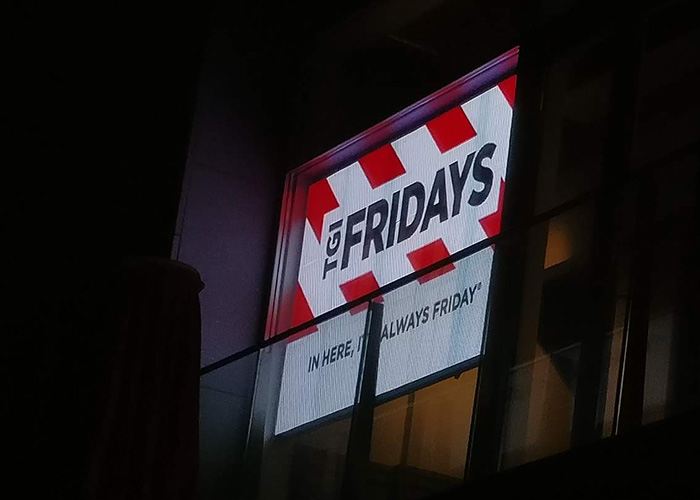 TGI
FRIDAYS
IN HERE, ALWAYS FRIDAY®